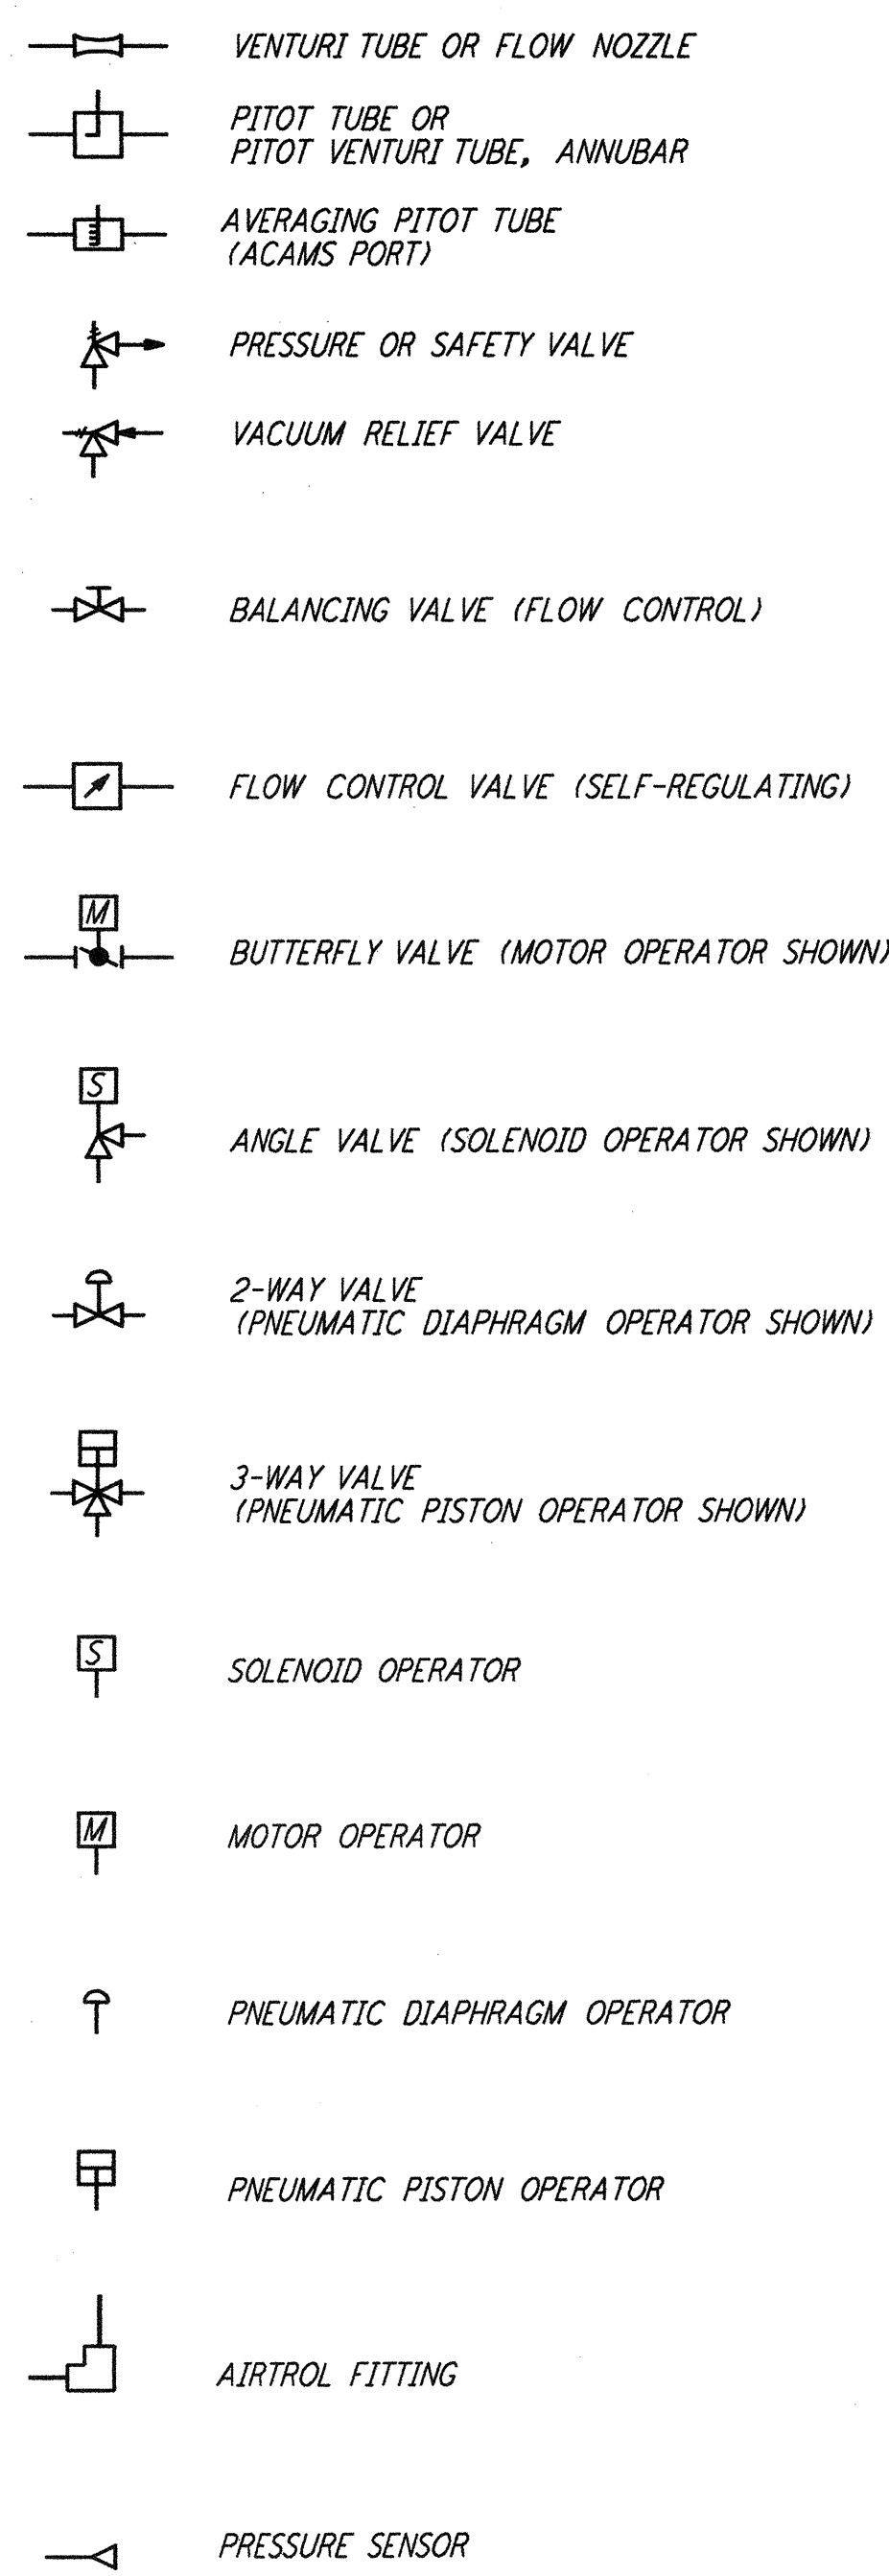 VENTURI TUBE OR FLOW NOZZLE
PITOT TUBE OR
PITOT VENTURI TUBE, ANNUBAR
AVERAGING PITOT TUBE
(ACAMS PORT)
PRESSURE OR SAFETY VALVE
VACUUM RELIEF VALVE
BALANCING VALVE (FLOW CONTROL)
FLOW CONTROL VALVE (SELF-REGULATING)
M
BUTTERFLY VALVE (MOTOR OPERATOR SHOWN)
S
ANGLE VALVE (SOLENOID OPERATOR SHOWN)
2-WAY VALVE
(PNEUMATIC DIAPHRAGM OPERATOR SHOWN)
3-WAY VALVE
(PNEUMATIC PISTON OPERATOR SHOWN)
S
SOLENOID OPERATOR
M
MOTOR OPERATOR
PNEUMATIC DIAPHRAGM OPERATOR
PNEUMATIC PISTON OPERATOR
AIRTROL FITTING
PRESSURE SENSOR